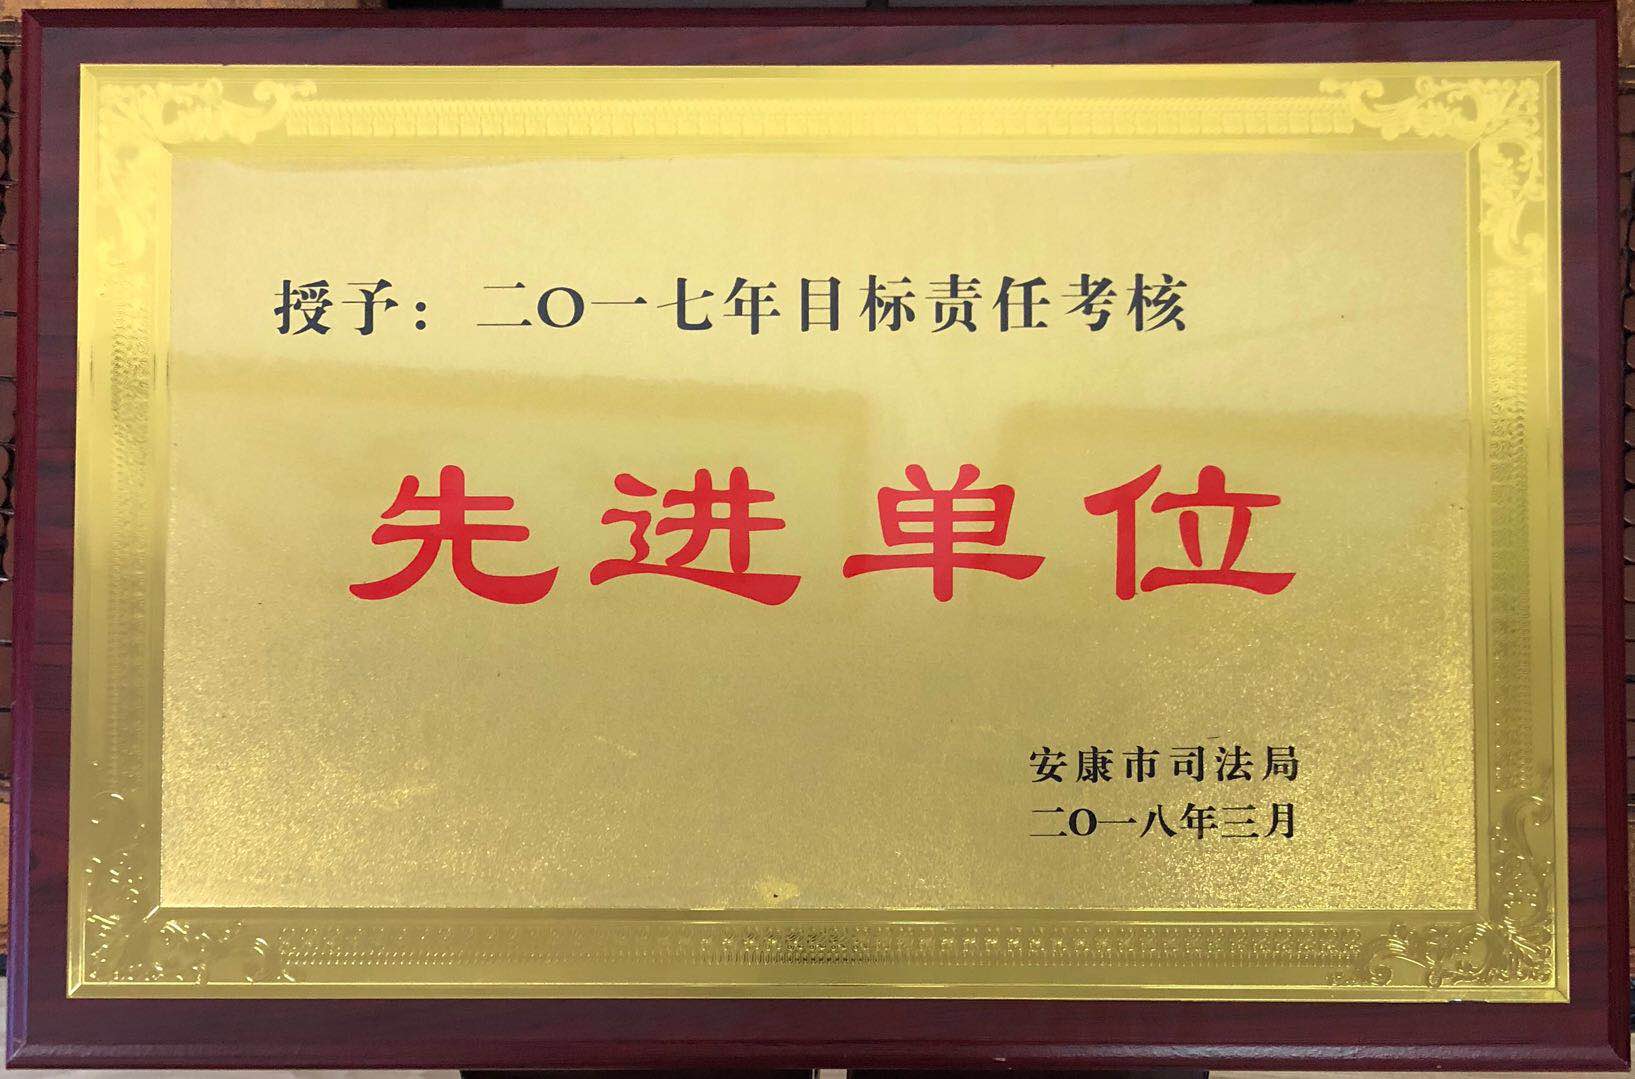 授予：二〇一七年目标责任考核
先进单位
安康市司法局
二〇一八年三月